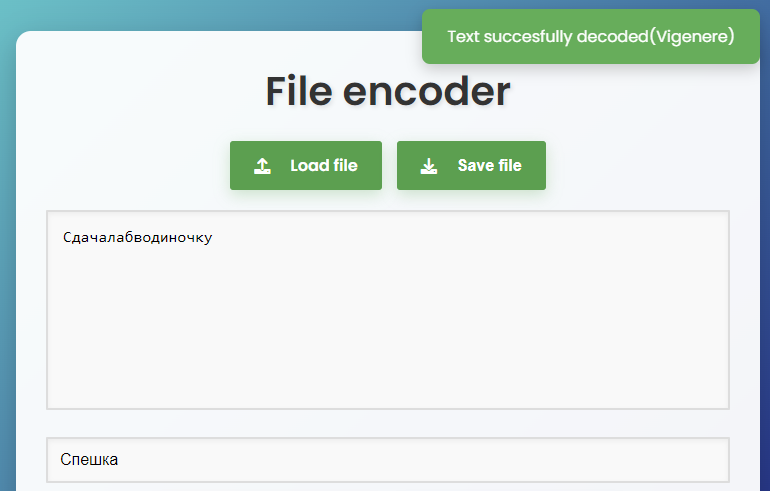 Text succesfully decoded(Vigenere)
File encoder
Load file
Save file
Сдачалабводиночку
Спешка